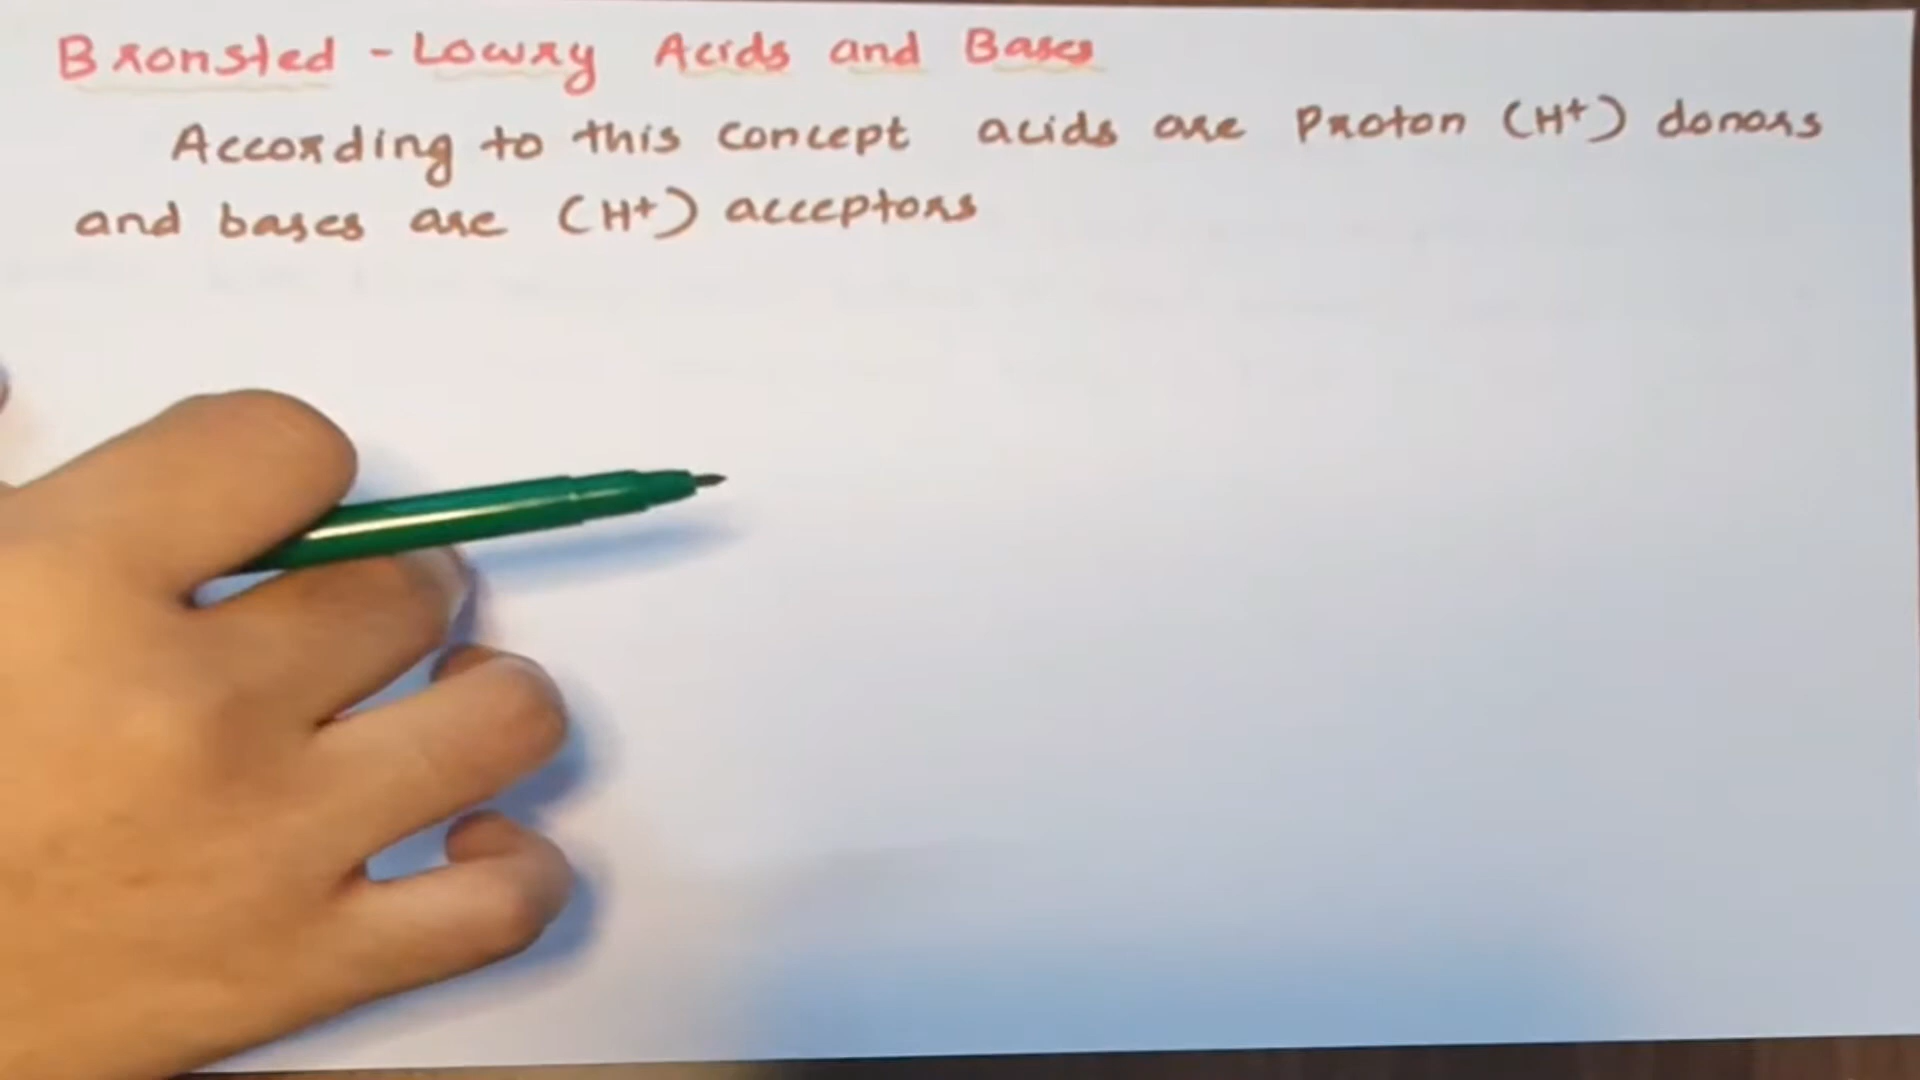 Bronsted - Lowry Acids and Bases
According to this concept acids are Proton (H+) donors
and bases are (H+) acceptors